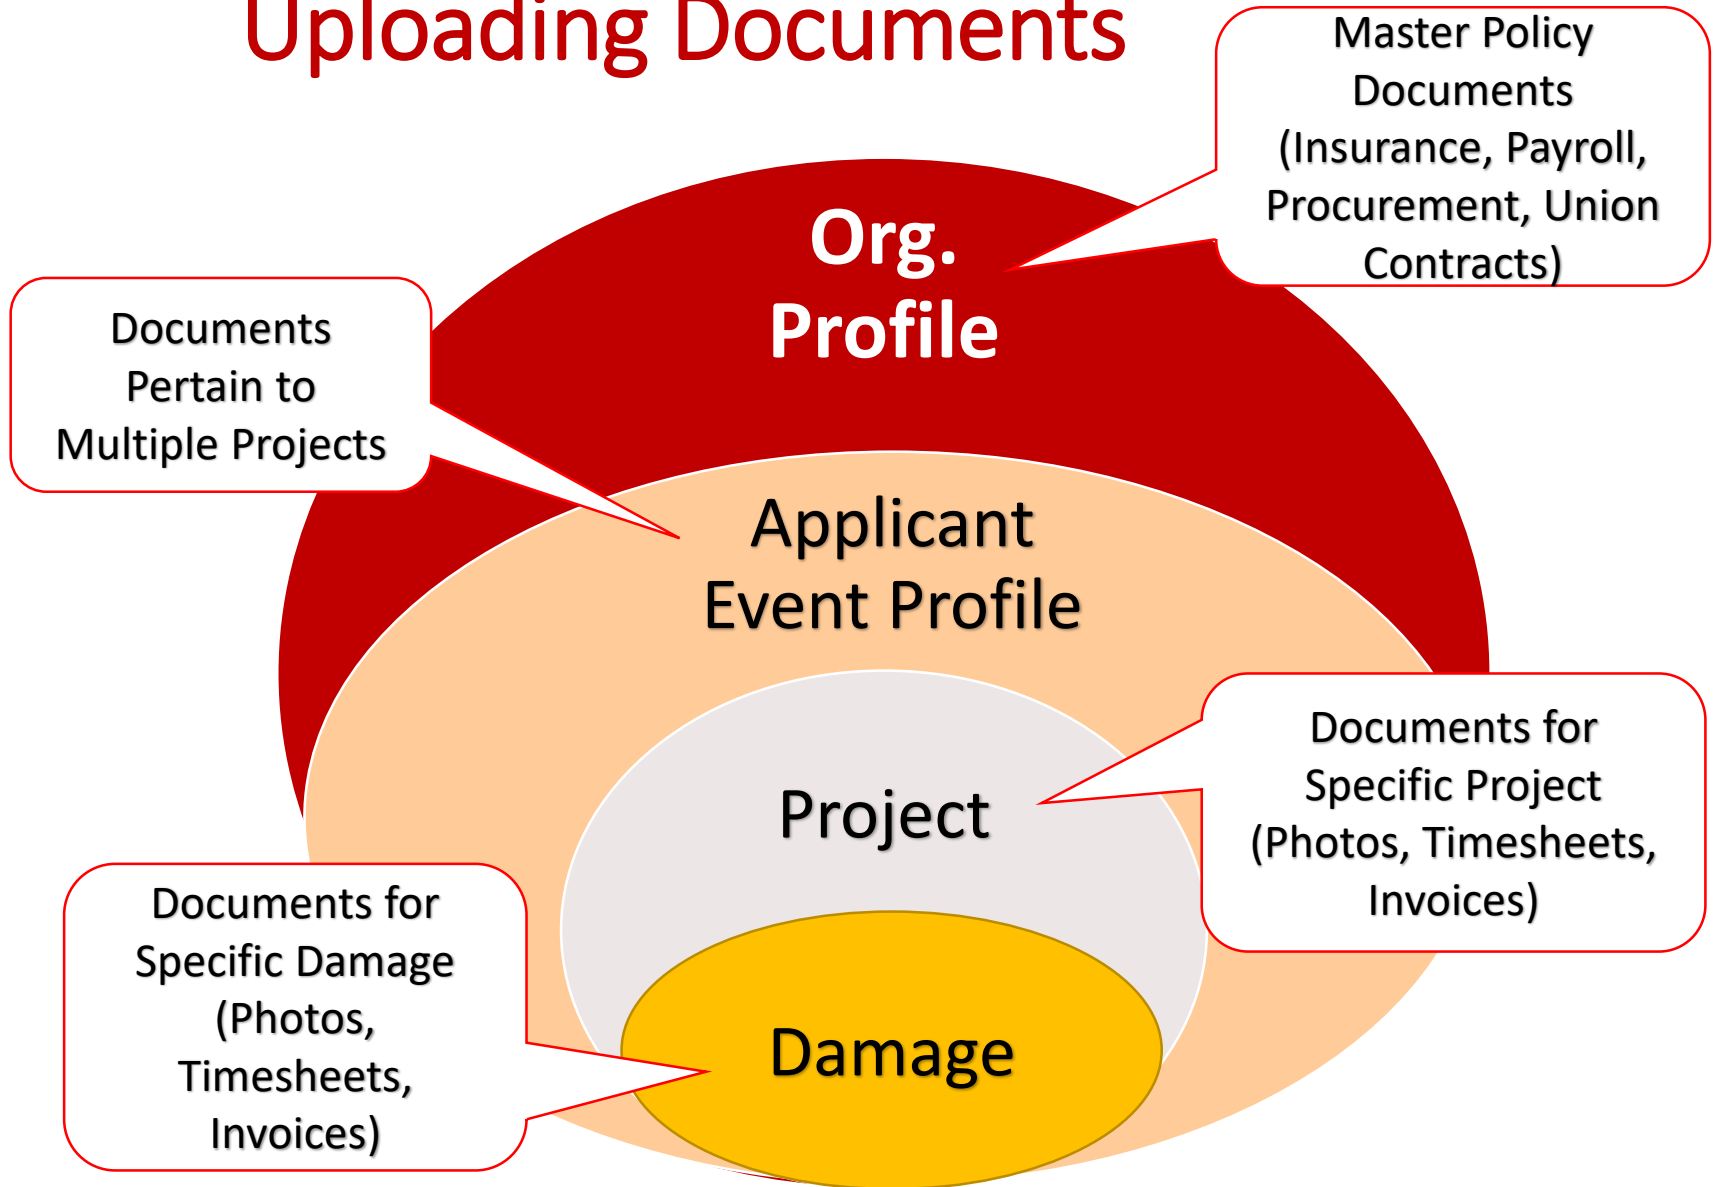 Uploading Documents
Master Policy
Documents
(Insurance, Payroll,
Procurement, Union
Contracts)
Org.
Profile
Documents
Pertain to
Multiple Projects
Applicant
Event Profile
Documents for
Specific Project
(Photos, Timesheets,
Invoices)
Project
Documents for
Specific Damage
(Photos,
Timesheets,
Invoices)
Damage